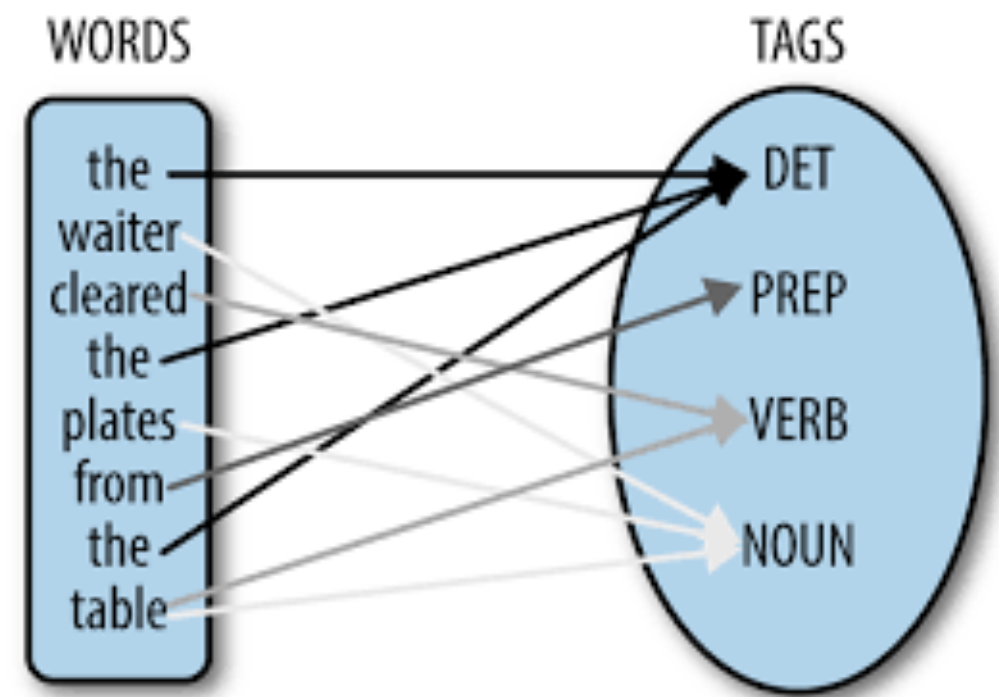 WORDS
the
waiter
cleared
the
plates
from
the
table
TAGS
DET
PREP
VERB
NOUN